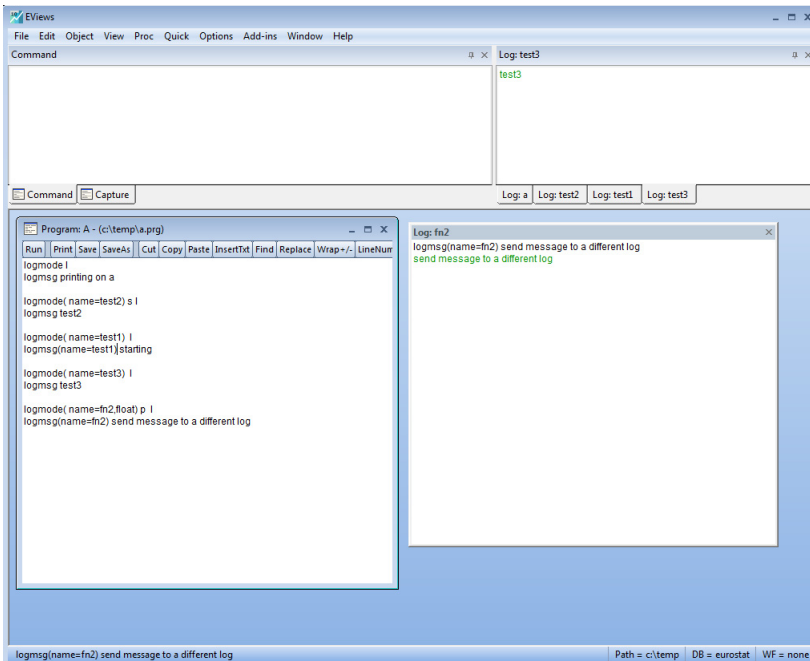 EViews
File Edit Object View Proc Quick Options Add-ins Window Help
Command
Log: test3
test3
Command Capture
Log: a Log: test2 Log: test1 Log: test3
Program: A - (c:\temp\a.prg)
Run Print Save SaveAs Cut Copy Paste InsertTxt Find Replace Wrap+/- LineNum
logmode l
logmsg printing on a
logmode( name=test2) s l
logmsg test2
logmode( name=test1) l
logmsg(name=test1) starting
logmode( name=test3) l
logmsg test3
logmode( name=fn2,float) p l
logmsg(name=fn2) send message to a different log
Log: fn2
logmsg(name=fn2) send message to a different log
send message to a different log
logmsg(name=fn2) send message to a different log
Path = c:\temp DB = eurostat WF = none